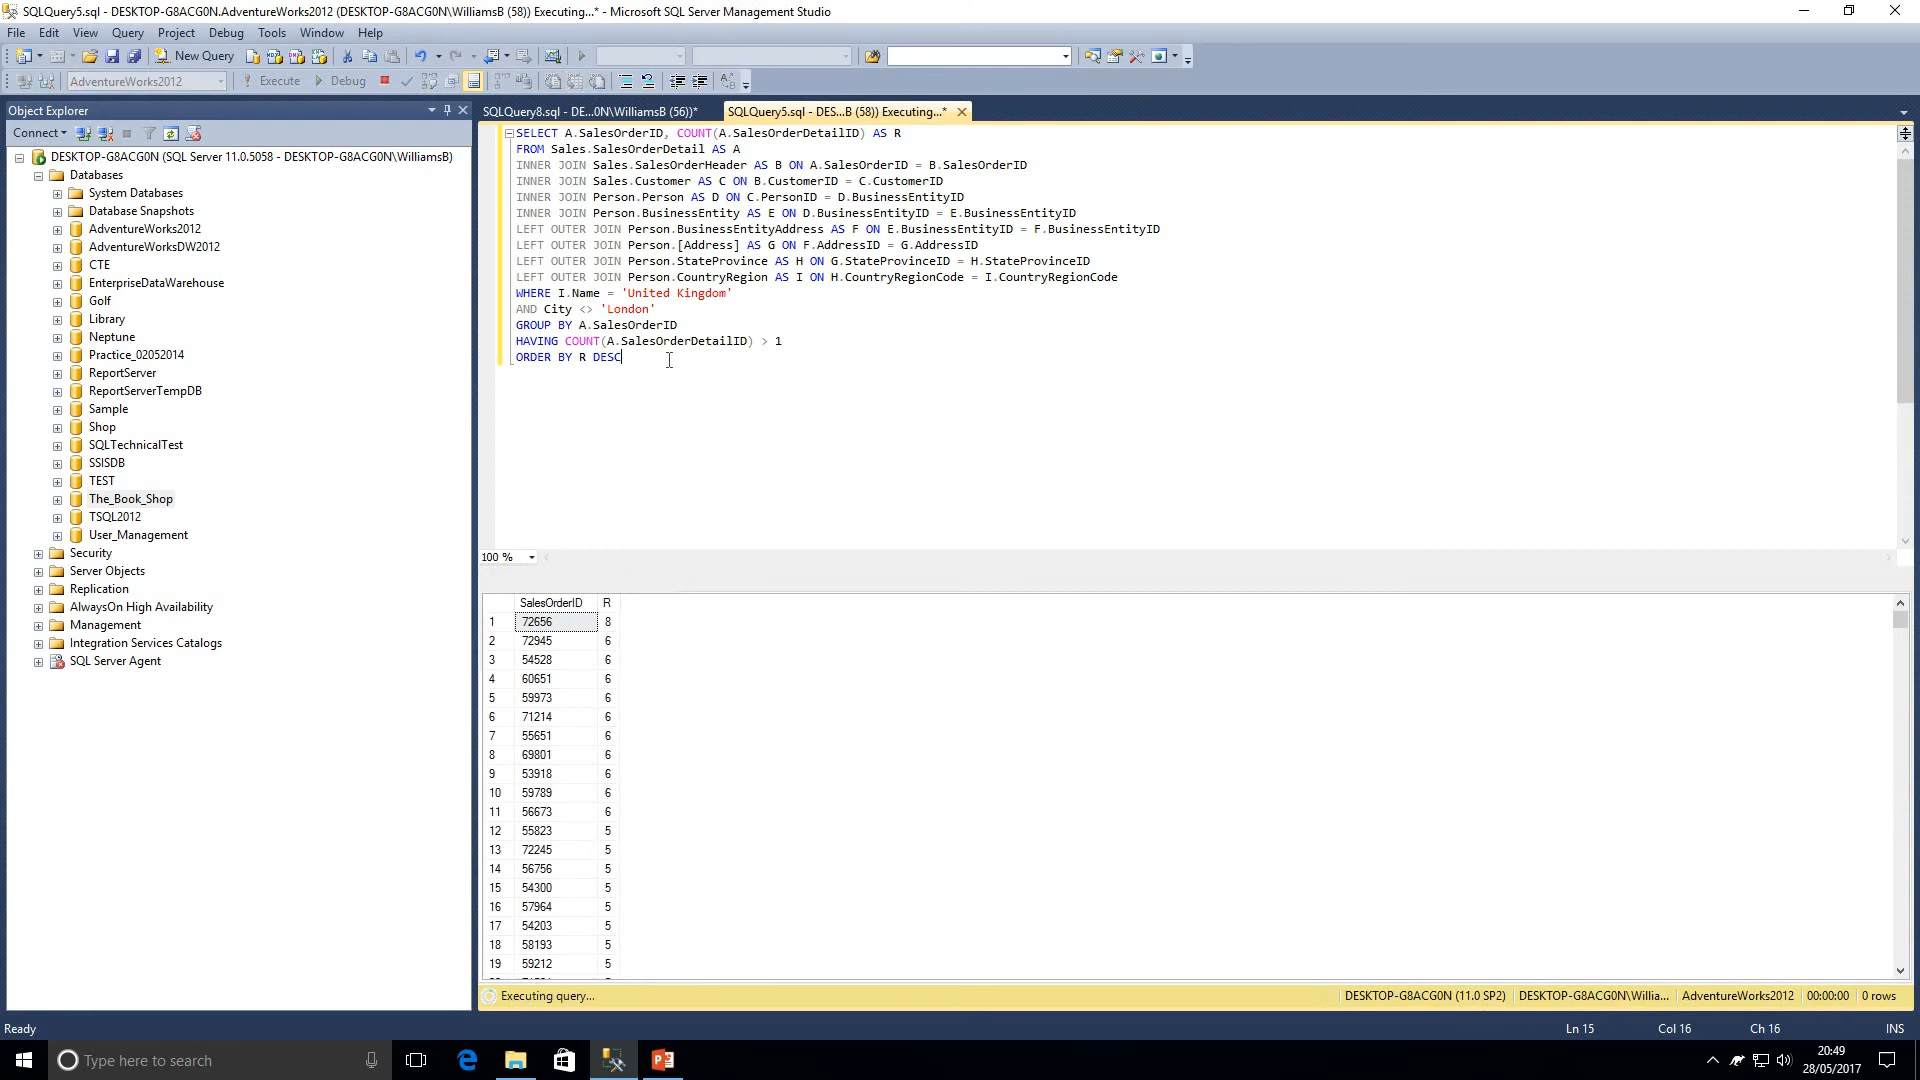 SQLQuery5.sql - DESKTOP-G8ACG0N.AdventureWorks2012 (DESKTOP-G8ACG0N\WilliamsB (58)) Executing...* - Microsoft SQL Server Management Studio
File Edit View Query Project Debug Tools Window Help
New Query
AdventureWorks2012 Execute Debug
Object Explorer
Connect
DESKTOP-G8ACG0N (SQL Server 11.0.5058 - DESKTOP-G8ACG0N\WilliamsB)
Databases
System Databases
Database Snapshots
AdventureWorks2012
AdventureWorksDW2012
CTE
EnterpriseDataWarehouse
Golf
Library
Neptune
Practice_02052014
ReportServer
ReportServerTempDB
Sample
Shop
SQLTechnicalTest
SSISDB
TEST
The_Book_Shop
TSQL2012
User_Management
Security
Server Objects
Replication
AlwaysOn High Availability
Management
Integration Services Catalogs
SQL Server Agent
SQLQuery8.sql - DE...0N\WilliamsB (56))* SQLQuery5.sql - DES...B (58)) Executing...*
SELECT A.SalesOrderID, COUNT(A.SalesOrderDetailID) AS R
FROM Sales.SalesOrderDetail AS A
INNER JOIN Sales.SalesOrderHeader AS B ON A.SalesOrderID = B.SalesOrderID
INNER JOIN Sales.Customer AS C ON B.CustomerID = C.CustomerID
INNER JOIN Person.Person AS D ON C.PersonID = D.BusinessEntityID
INNER JOIN Person.BusinessEntity AS E ON D.BusinessEntityID = E.BusinessEntityID
LEFT OUTER JOIN Person.BusinessEntityAddress AS F ON E.BusinessEntityID = F.BusinessEntityID
LEFT OUTER JOIN Person.[Address] AS G ON F.AddressID = G.AddressID
LEFT OUTER JOIN Person.StateProvince AS H ON G.StateProvinceID = H.StateProvinceID
LEFT OUTER JOIN Person.CountryRegion AS I ON H.CountryRegionCode = I.CountryRegionCode
WHERE I.Name = 'United Kingdom'
AND City <> 'London'
GROUP BY A.SalesOrderID
HAVING COUNT(A.SalesOrderDetailID) > 1
ORDER BY R DESC
100 %
SalesOrderID R
1 72656 8
2 72945 6
3 54528 6
4 60651 6
5 59973 6
6 71214 6
7 55651 6
8 69801 6
9 53918 6
10 59789 6
11 56673 6
12 55823 5
13 72245 5
14 56756 5
15 54300 5
16 57964 5
17 54203 5
18 58193 5
19 59212 5
Executing query... DESKTOP-G8ACG0N (11.0 SP2) DESKTOP-G8ACG0N\Willia... AdventureWorks2012 00:00:00 0 rows
Ready Ln 15 Col 16 Ch 16 INS
Type here to search
20:49
28/05/2017